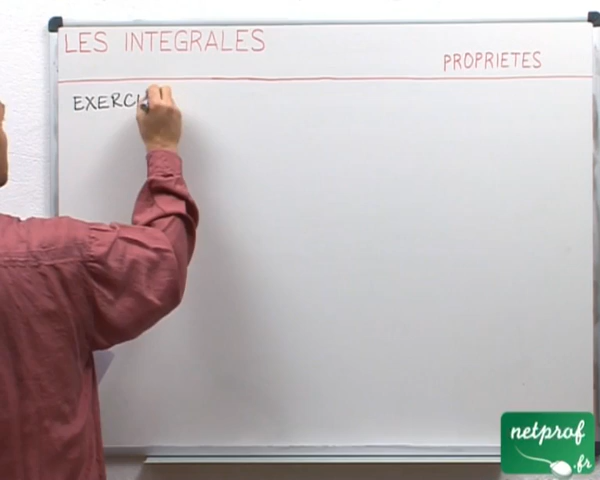 LES INTEGRALES
PROPRIETES
EXERCI
netprof
.fr